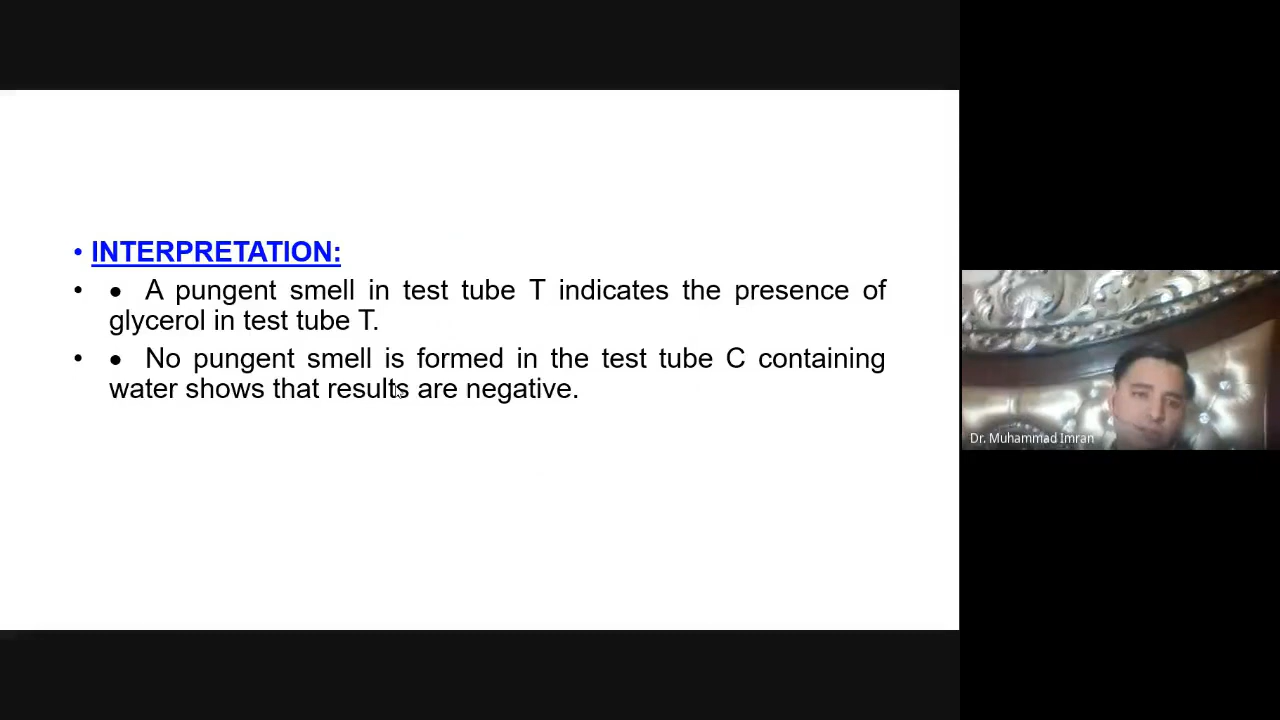 • INTERPRETATION:
• ● A pungent smell in test tube T indicates the presence of
glycerol in test tube T.
• ● No pungent smell is formed in the test tube C containing
water shows that results are negative.
Dr. Muhammad Imran